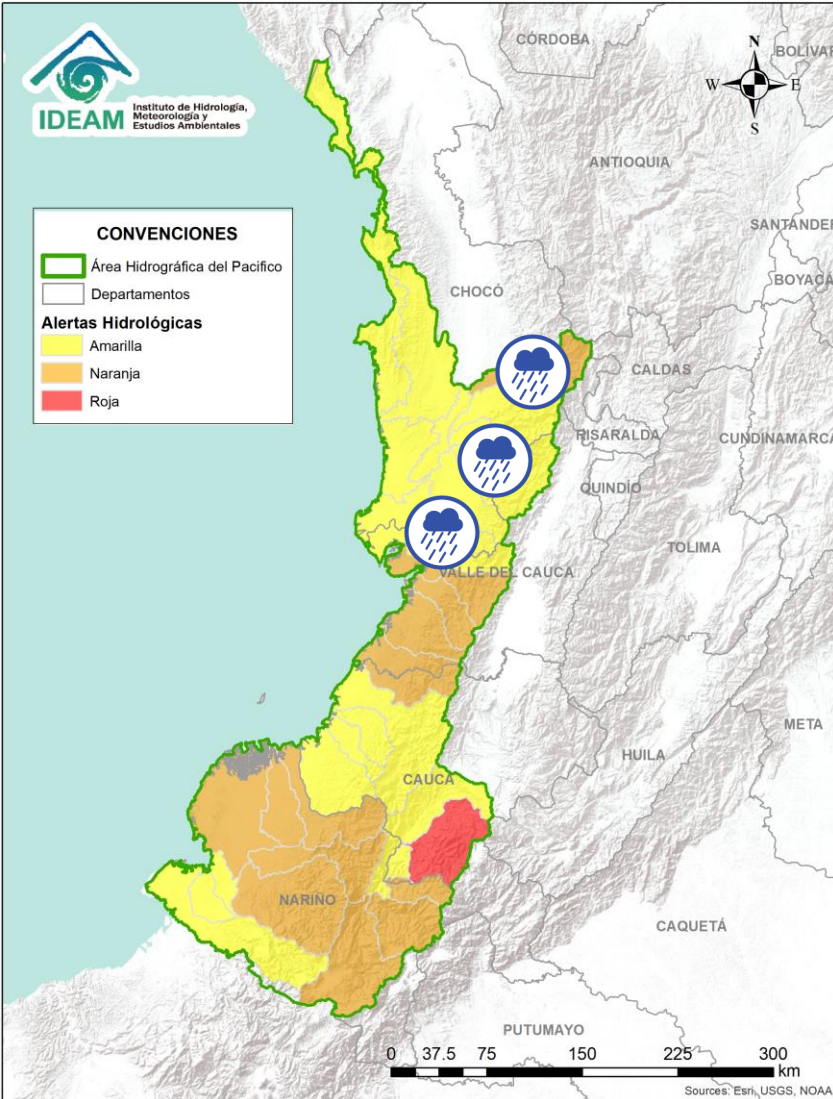 IDEAM
Instituto de Hidrología,
Meteorología y
Estudios Ambientales
CÓRDOBA
N
BOLÍVAR
W
E
S
ANTIOQUIA
SANTANDER
CONVENCIONES
Área Hidrográfica del Pacifico
Departamentos
Alertas Hidrológicas
Amarilla
Naranja
Roja
BOYACÁ
CHOCÓ
CALDAS
RISARALDA
CUNDINAMARCA
QUINDÍO
TOLIMA
VALLE DEL CAUCA
META
HUILA
CAUCA
NARIÑO
CAQUETÁ
PUTUMAYO
0 37.5 75 150 225 300
km
Sources: Esri, USGS, NOAA